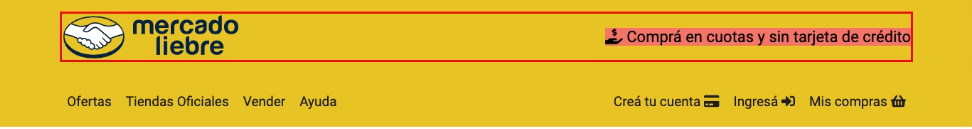 mercado
liebre
Comprá en cuotas y sin tarjeta de crédito
Ofertas Tiendas Oficiales Vender Ayuda Creá tu cuenta Ingresá Mis compras